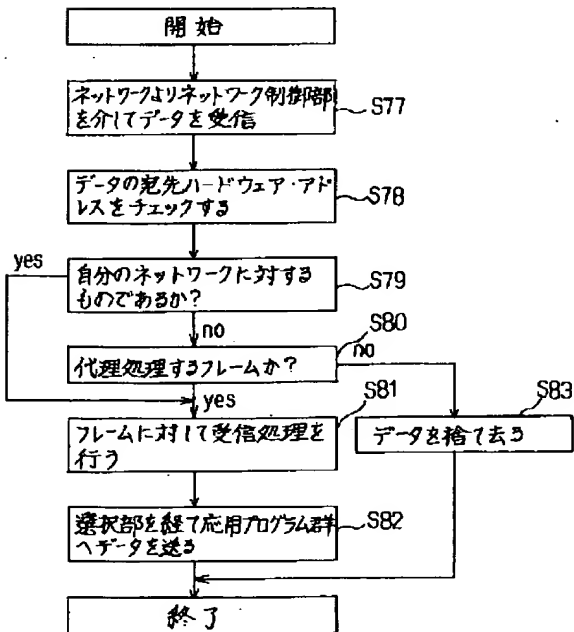 開始
ネットワークよりネットワーク制御部
を介してデータを受信
S77
データの宛先ハードウェア・アド
レスをチェックする
S78
yes
自分のネットワークに対する
ものであるか?
S79
no
S80
代理処理するフレームか?
no
yes
S81
フレームに対して受信処理を
行う
S83
データを捨て去る
選択部を経て応用プログラム群
へデータを送る
S82
終了